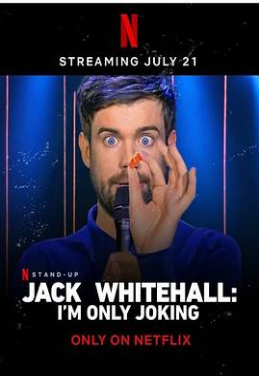 N
STREAMING JULY 21
N STAND-UP
JACK WHITEHALL:
I'M ONLY JOKING
ONLY ON NETFLIX